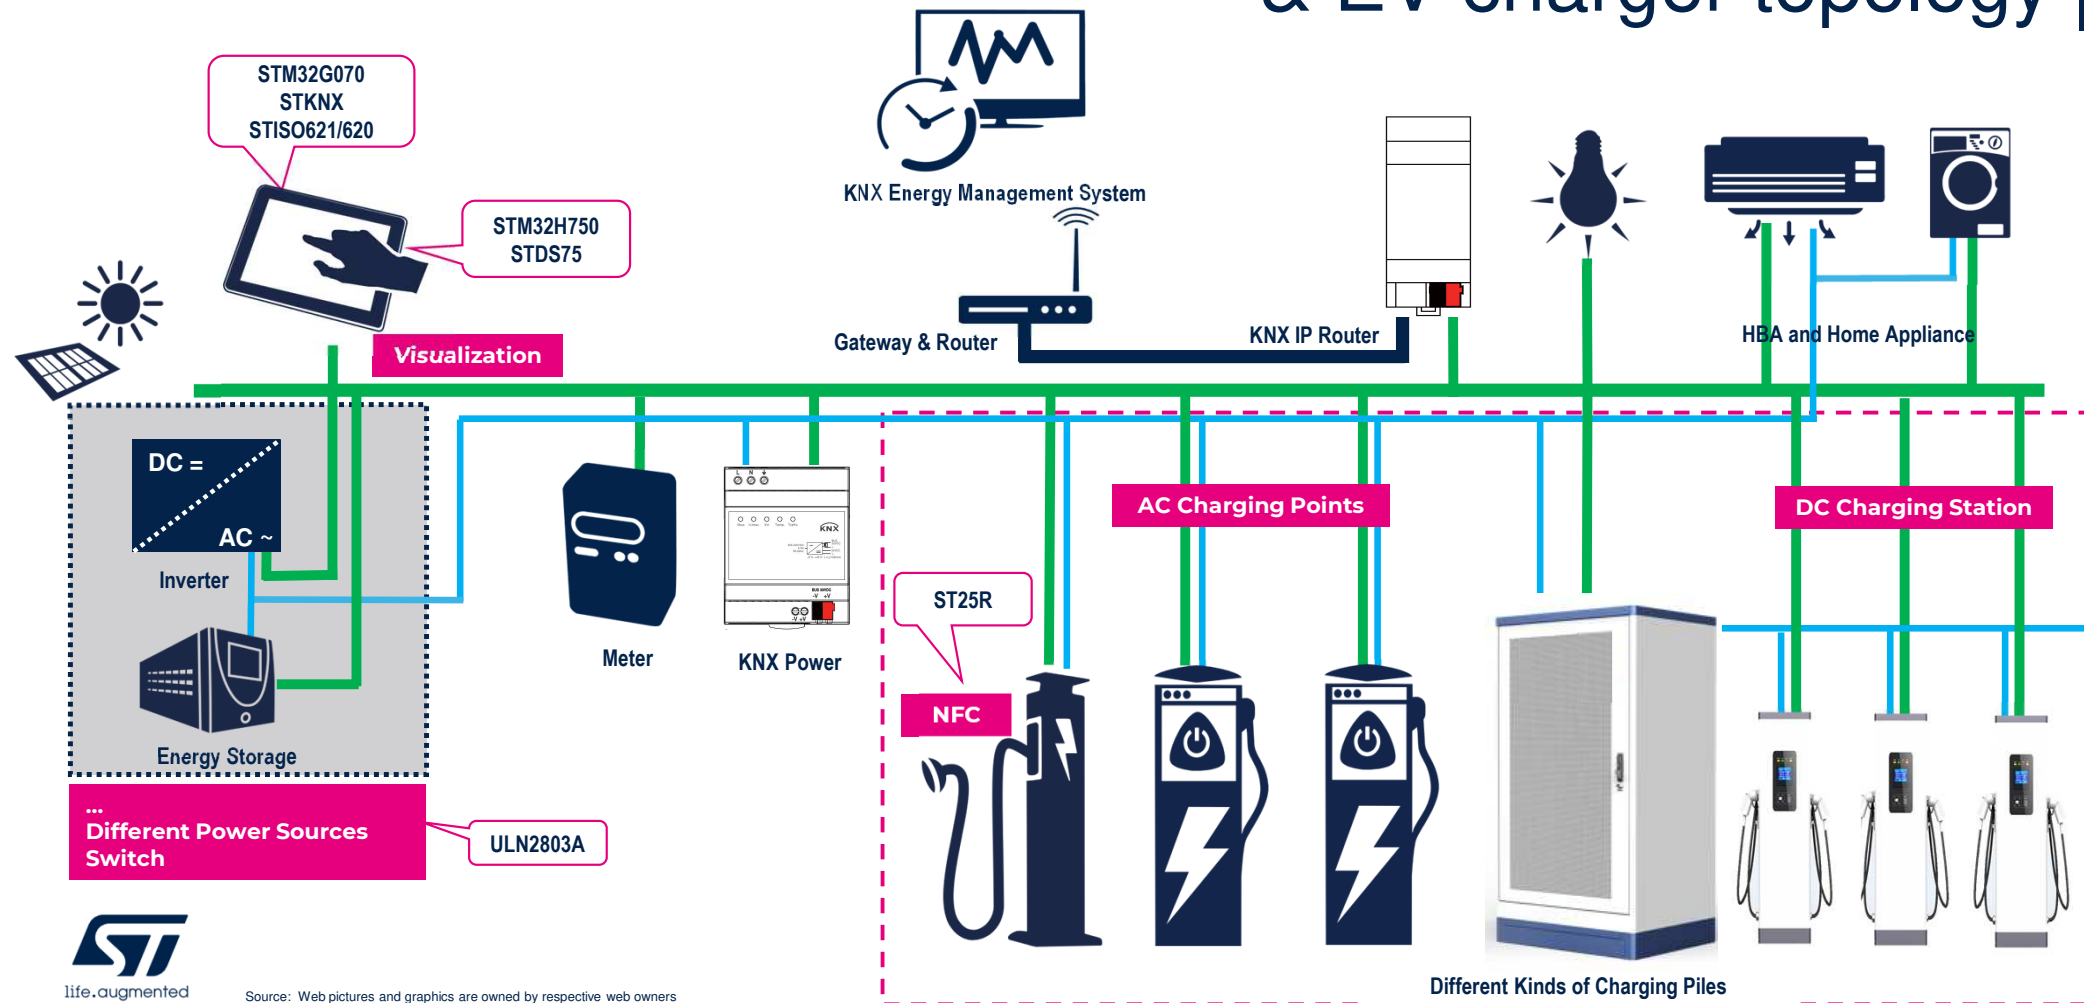 & EV charger topology
STM32G070
STKNX
STISO621/620
STM32H750
STDS75
KNX Energy Management System
Gateway & Router
KNX IP Router
HBA and Home Appliance
Visualization
DC =
AC ~
Inverter
Energy Storage
...
Different Power Sources
Switch
ULN2803A
Meter
L N
KNX
KNX Power
AC Charging Points
DC Charging Station
ST25R
NFC
Different Kinds of Charging Piles
ST
life.augmented
Source: Web pictures and graphics are owned by respective web owners